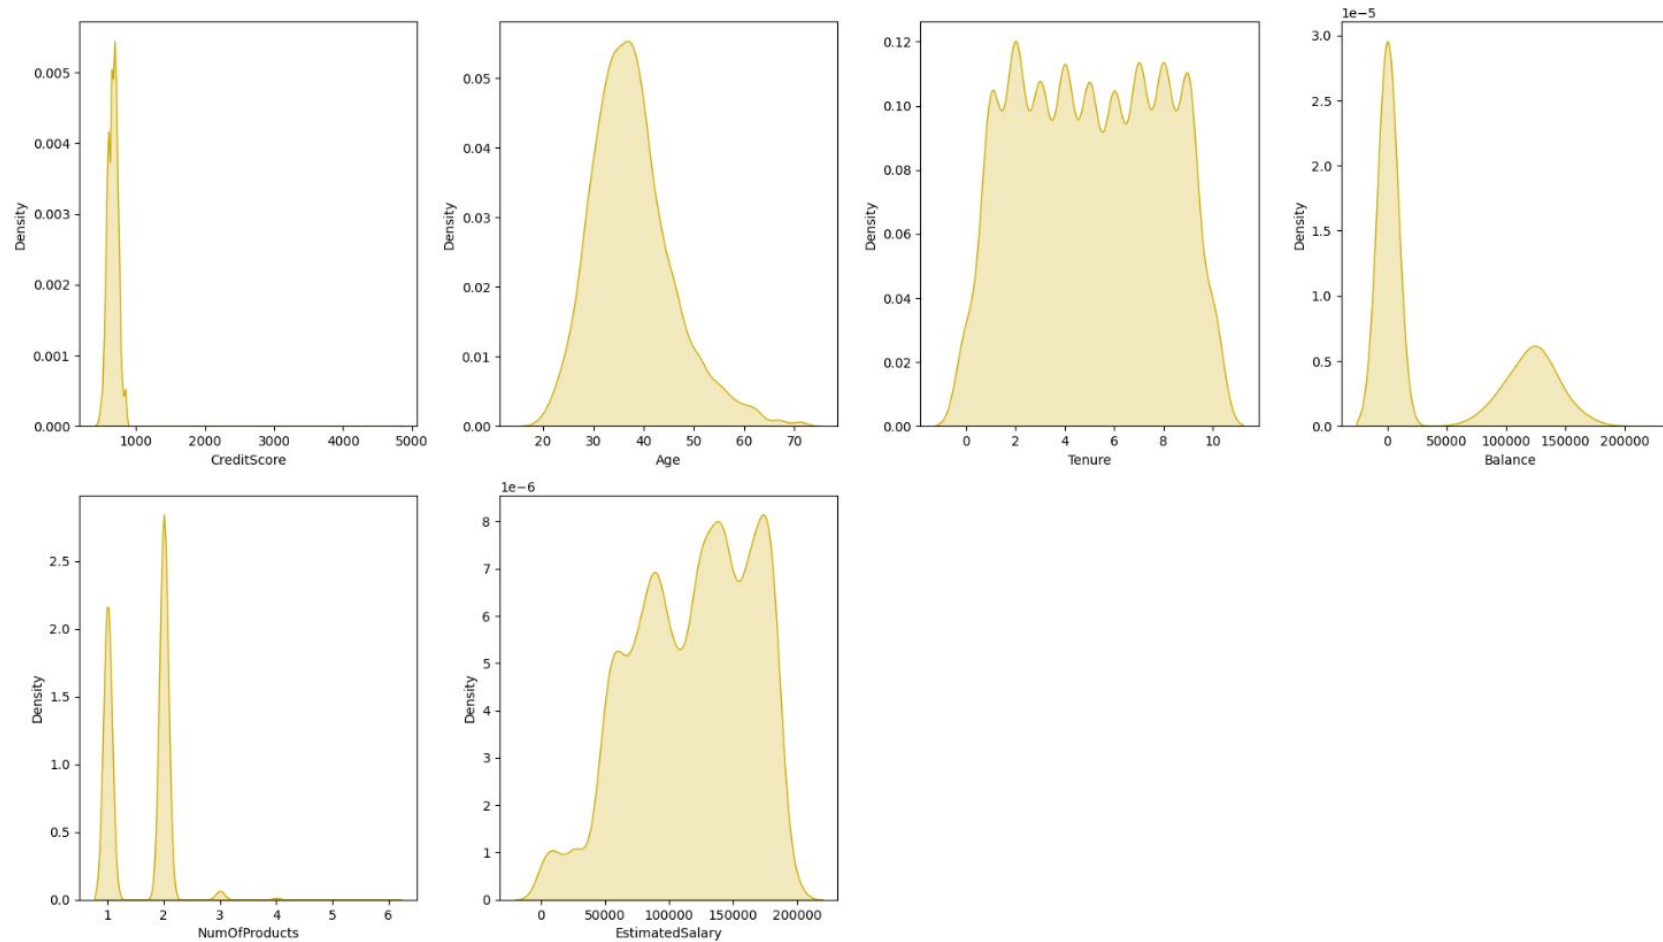 0.005
0.004
0.003
0.002
0.001
0.000
Density
1000 2000 3000 4000 5000
CreditScore
0.05
0.04
0.03
0.02
0.01
0.00
Density
20 30 40 50 60 70
Age
0.12
0.10
0.08
0.06
0.04
0.02
0.00
Density
0 2 4 6 8 10
Tenure
1e−5
3.0
2.5
2.0
1.5
1.0
0.5
0.0
Density
0 50000 100000 150000 200000
Balance
2.5
2.0
1.5
1.0
0.5
0.0
Density
1 2 3 4 5 6
NumOfProducts
1e−6
8
7
6
5
4
3
2
1
0
Density
0 50000 100000 150000 200000
EstimatedSalary